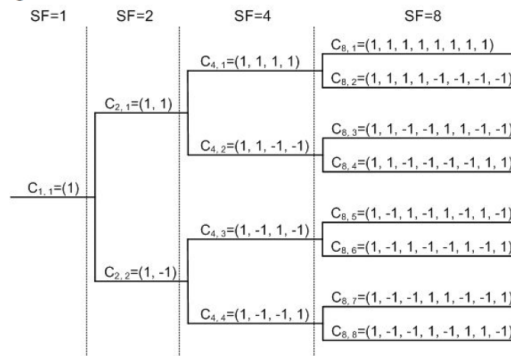 SF=1 SF=2 SF=4 SF=8
C8, 1=(1, 1, 1, 1, 1, 1, 1, 1)
C4, 1=(1, 1, 1, 1)
C8, 2=(1, 1, 1, 1, -1, -1, -1, -1)
C2, 1=(1, 1)
C8, 3=(1, 1, -1, -1, 1, 1, -1, -1)
C4, 2=(1, 1, -1, -1)
C8, 4=(1, 1, -1, -1, -1, -1, 1, 1)
C1, 1=(1)
C8, 5=(1, -1, 1, -1, 1, -1, 1, -1)
C4, 3=(1, -1, 1, -1)
C8, 6=(1, -1, 1, -1, -1, 1, -1, 1)
C2, 2=(1, -1)
C8, 7=(1, -1, -1, 1, 1, -1, -1, 1)
C4, 4=(1, -1, -1, 1)
C8, 8=(1, -1, -1, 1, -1, 1, 1, -1)